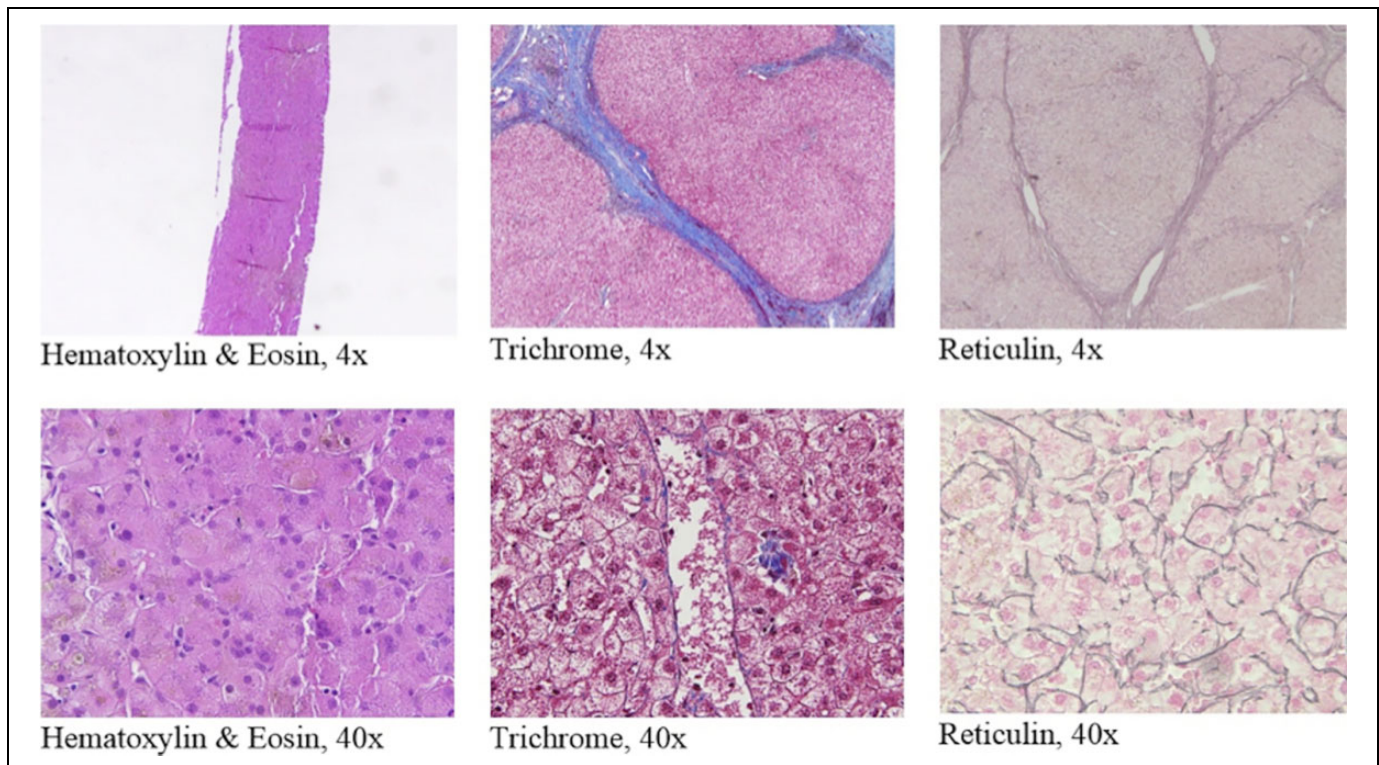 Hematoxylin & Eosin, 4x
Trichrome, 4x
Reticulin, 4x
Hematoxylin & Eosin, 40x
Trichrome, 40x
Reticulin, 40x